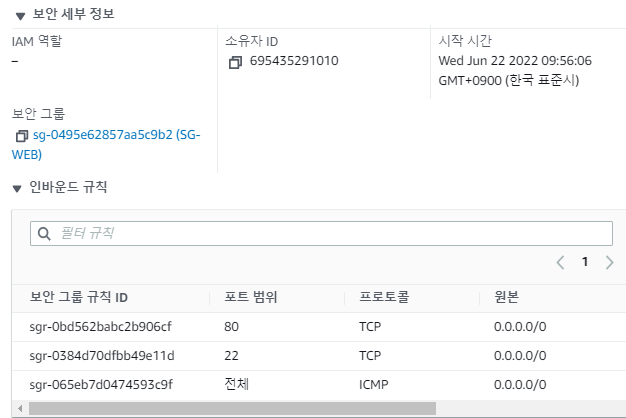 보안 세부 정보
IAM 역할
–
소유자 ID
695435291010
시작 시간
Wed Jun 22 2022 09:56:06
GMT+0900 (한국 표준시)
보안 그룹
sg-0495e62857aa5c9b2 (SG-
WEB)
인바운드 규칙
필터 규칙
1
보안 그룹 규칙 ID 포트 범위 프로토콜 원본
sgr-0bd562babc2b906cf 80 TCP 0.0.0.0/0
sgr-0384d70dfbb49e11d 22 TCP 0.0.0.0/0
sgr-065eb7d0474593c9f 전체 ICMP 0.0.0.0/0